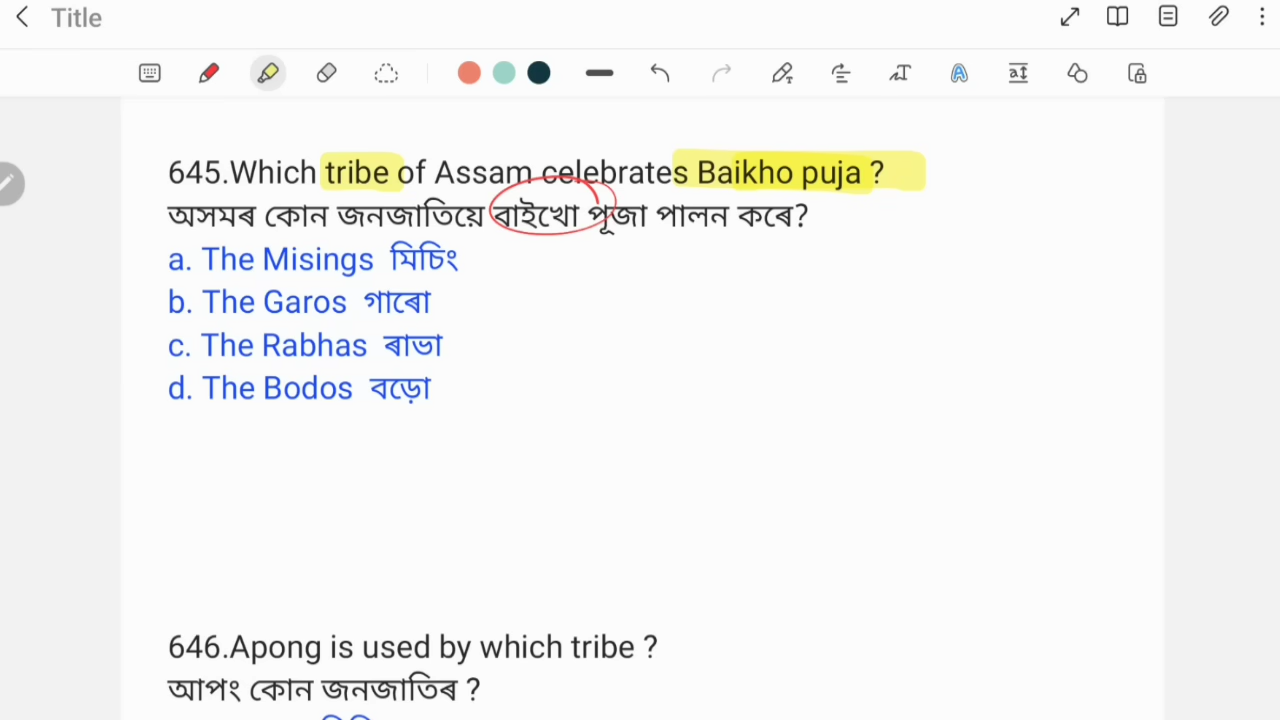 Title
645.Which tribe of Assam celebrates Baikho puja ?
অসমৰ কোন জনজাতিয়ে বাইখো পূজা পালন কৰে?
a. The Misings মিচিং
b. The Garos গাৰো
c. The Rabhas ৰাভা
d. The Bodos বড়ো
646.Apong is used by which tribe ?
আপং কোন জনজাতিৰ ?